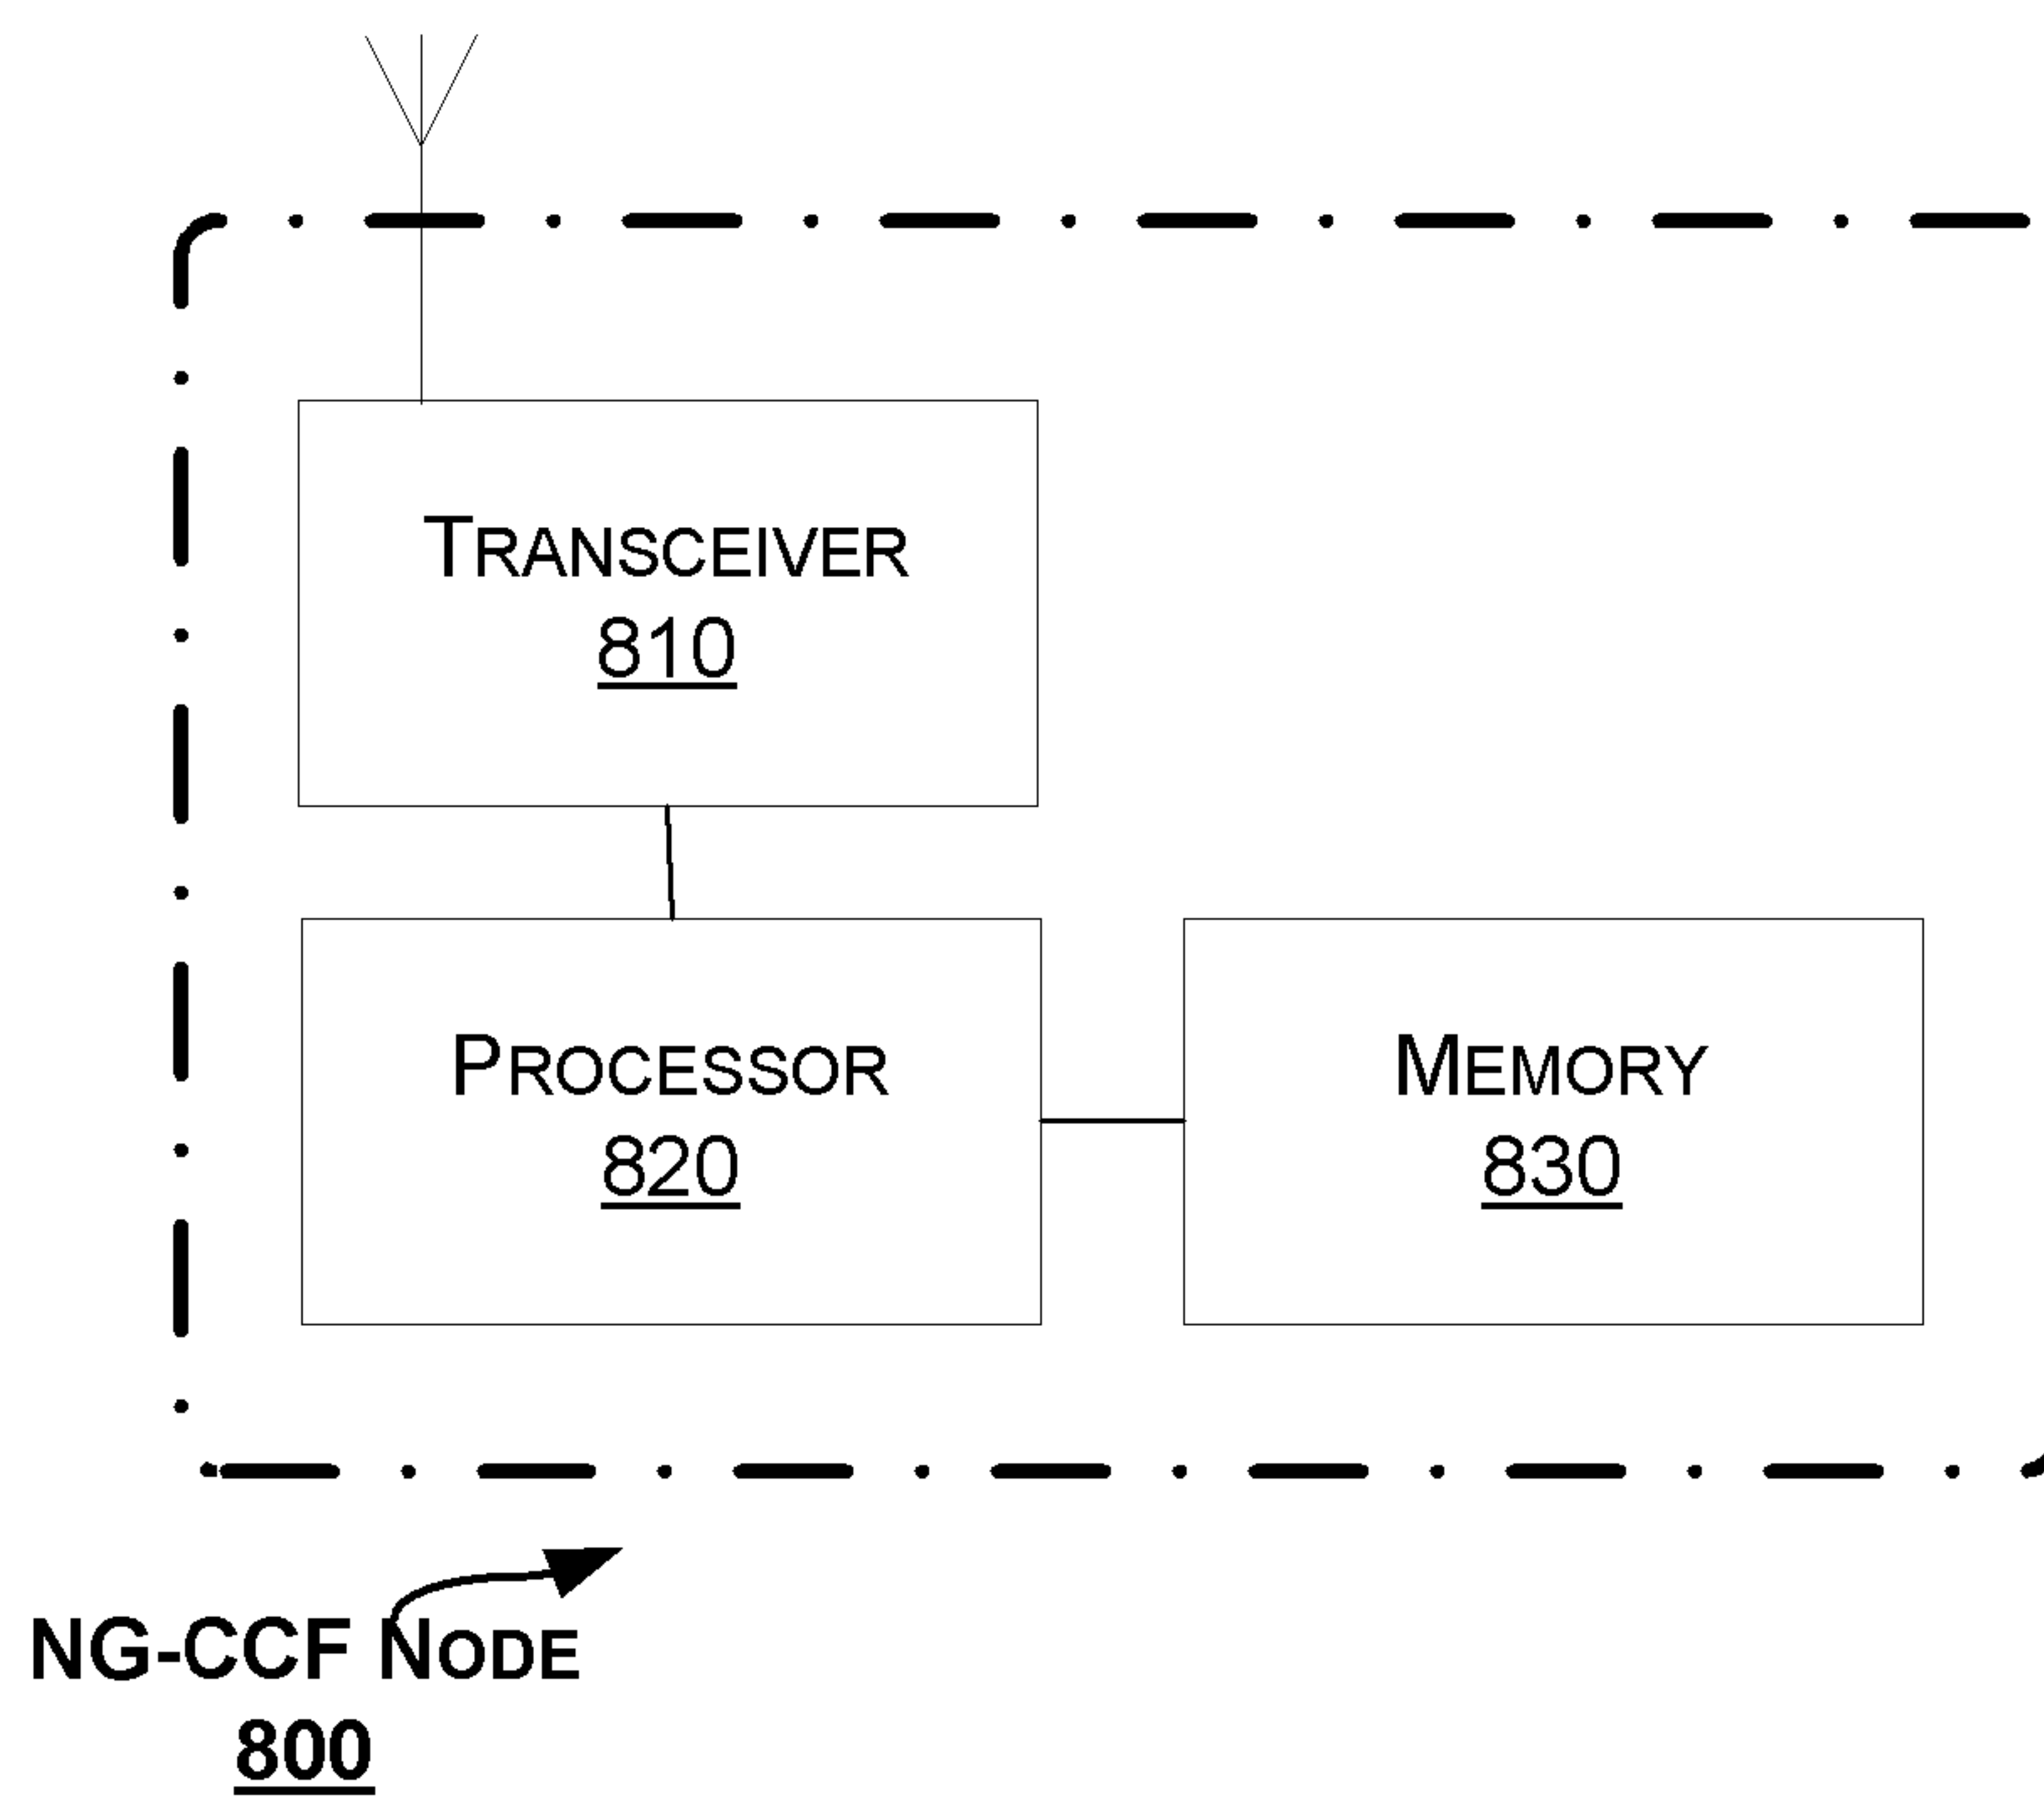 TRANSCEIVER
810
PROCESSOR
820
MEMORY
830
NG-CCF NODE
800